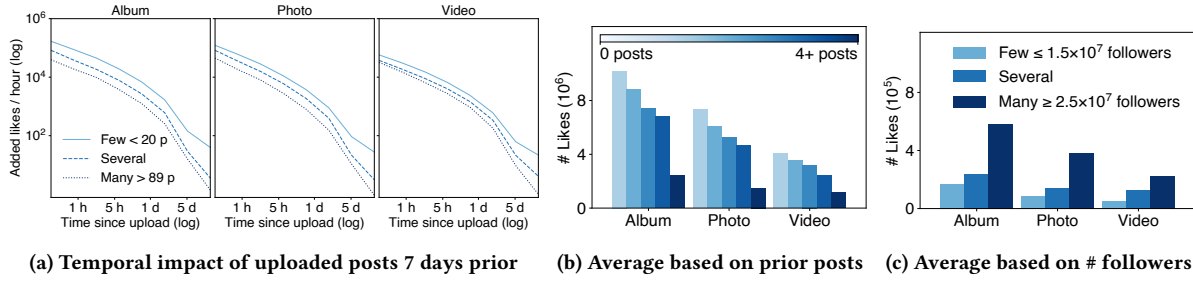 Album Photo Video
10^6
10^4
10^2
Added likes / hour (log)
Few < 20 p
Several
Many > 89 p
1 h 5 h 1 d 5 d 1 h 5 h 1 d 5 d 1 h 5 h 1 d 5 d
Time since upload (log) Time since upload (log) Time since upload (log)
(a) Temporal impact of uploaded posts 7 days prior
0 posts 4+ posts
# Likes (10^6)
8
4
0
Album Photo Video
(b) Average based on prior posts
Few ≤ 1.5×10^7 followers
Several
Many ≥ 2.5×10^7 followers
# Likes (10^5)
8
4
0
Album Photo Video
(c) Average based on # followers